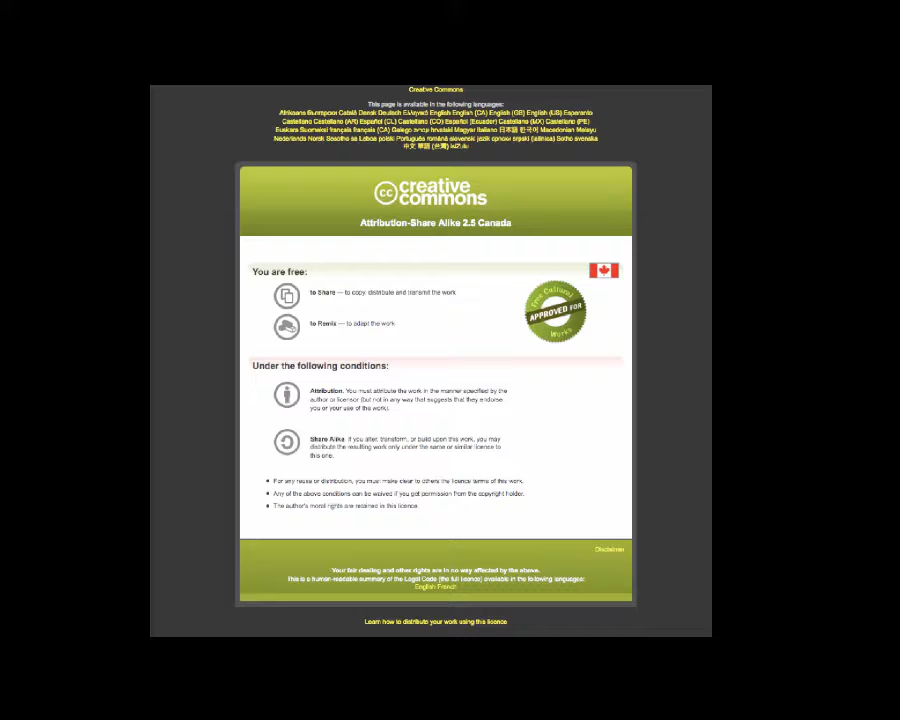 Creative Commons
This page is available in the following languages:
Afrikaans български Català Dansk Deutsch Ελληνικά English English (CA) English (GB) English (US) Esperanto
Castellano Castellano (AR) Español (CL) Castellano (CO) Español (Ecuador) Castellano (MX) Castellano (PE)
Euskara Suomeksi français français (CA) Galego עברית hrvatski Magyar Italiano 日本語 한국어 Macedonian Melayu
Nederlands Norsk Sesotho sa Leboa polski Português română slovenski jezik српски srpski (latinica) Sotho svenska
中文 華語 (台灣) isiZulu
creative
commons
Attribution-Share Alike 2.5 Canada
You are free:
to Share — to copy, distribute and transmit the work
to Remix — to adapt the work
Free Cultural
APPROVED FOR
Works
Under the following conditions:
Attribution. You must attribute the work in the manner specified by the
author or licensor (but not in any way that suggests that they endorse
you or your use of the work).
Share Alike. If you alter, transform, or build upon this work, you may
distribute the resulting work only under the same or similar licence to
this one.
For any reuse or distribution, you must make clear to others the licence terms of this work.
Any of the above conditions can be waived if you get permission from the copyright holder.
The author's moral rights are retained in this licence.
Disclaimer
Your fair dealing and other rights are in no way affected by the above.
This is a human-readable summary of the Legal Code (the full licence) available in the following languages:
English French
Learn how to distribute your work using this licence